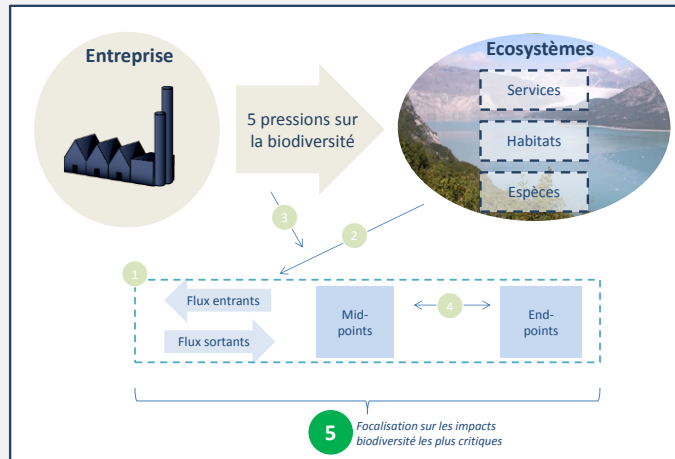 Entreprise
5 pressions sur
la biodiversité
Ecosystèmes
Services
Habitats
Espèces
3
2
1
Flux entrants
Flux sortants
Mid-
points
4
End-
points
5
Focalisation sur les impacts
biodiversité les plus critiques